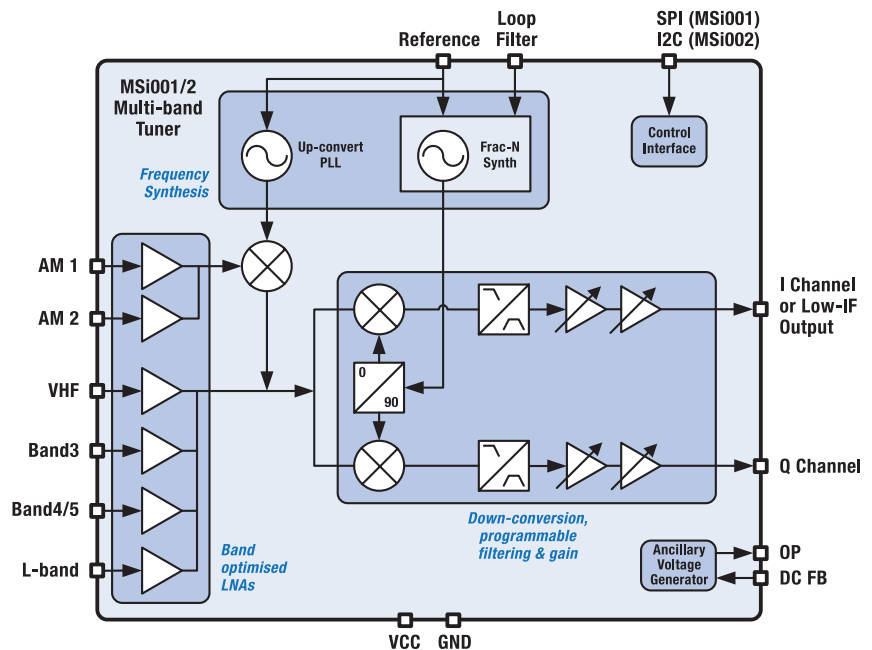 SPI (MSi001)
I2C (MSi002)
Loop
Filter
Reference
MSi001/2
Multi-band
Tuner
Up-convert
PLL
Frac-N
Synth
Control
Interface
Frequency
Synthesis
AM 1
AM 2
VHF
Band3
Band4/5
L-band
0
90
I Channel
or Low-IF
Output
Q Channel
Band
optimised
LNAs
Down-conversion,
programmable
filtering & gain
Ancillary
Voltage
Generator
OP
DC FB
VCC
GND